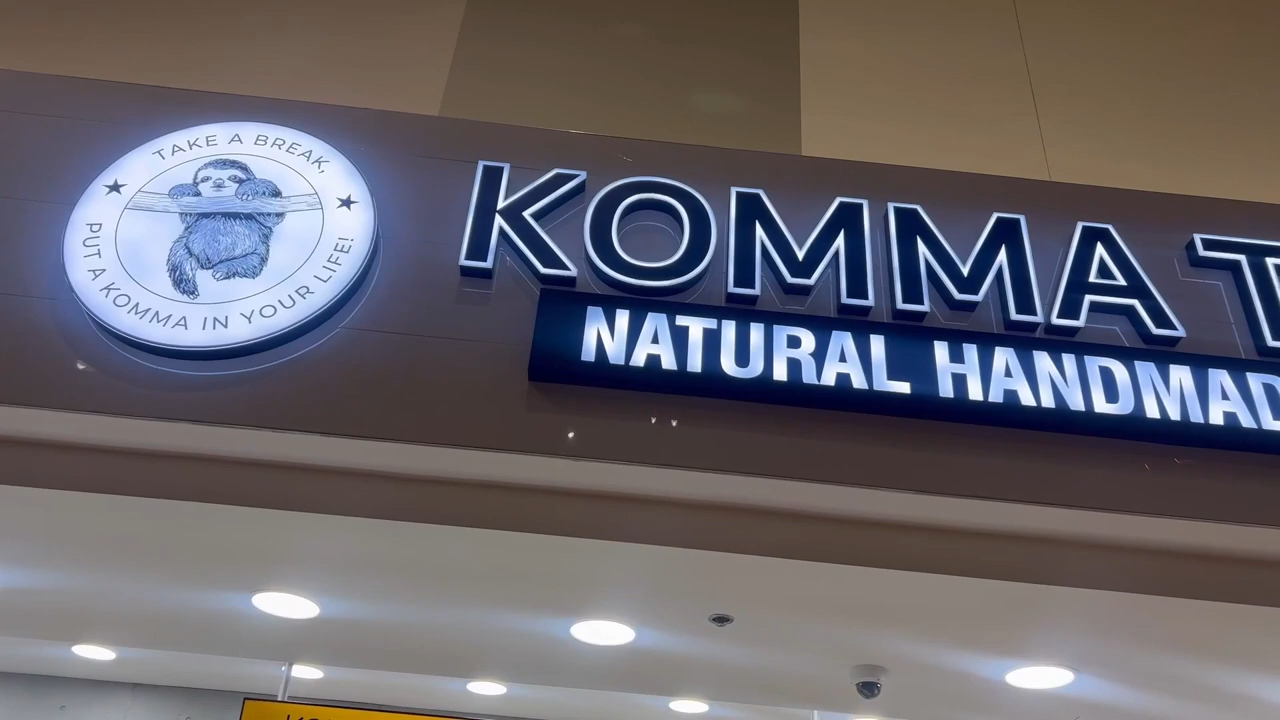 TAKE A BREAK,
PUT A KOMMA IN YOUR LIFE!
KOMMA T
NATURAL HANDMAD